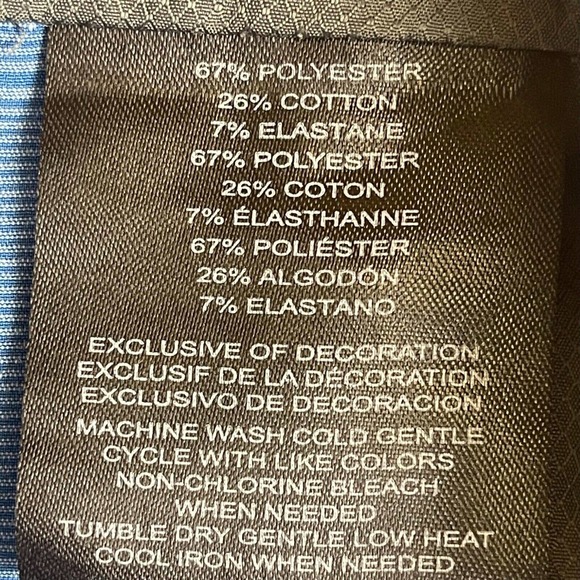 67% POLYESTER
26% COTTON
7% ELASTANE
67% POLYESTER
26% COTON
7% ÉLASTHANNE
67% POLIÉSTER
26% ALGODÓN
7% ELASTANO
EXCLUSIVE OF DECORATION
EXCLUSIF DE LA DECORATION
EXCLUSIVO DE DECORACION
MACHINE WASH COLD GENTLE
CYCLE WITH LIKE COLORS
NON-CHLORINE BLEACH
WHEN NEEDED
TUMBLE DRY GENTLE LOW HEAT
COOL IRON WHEN NEEDED